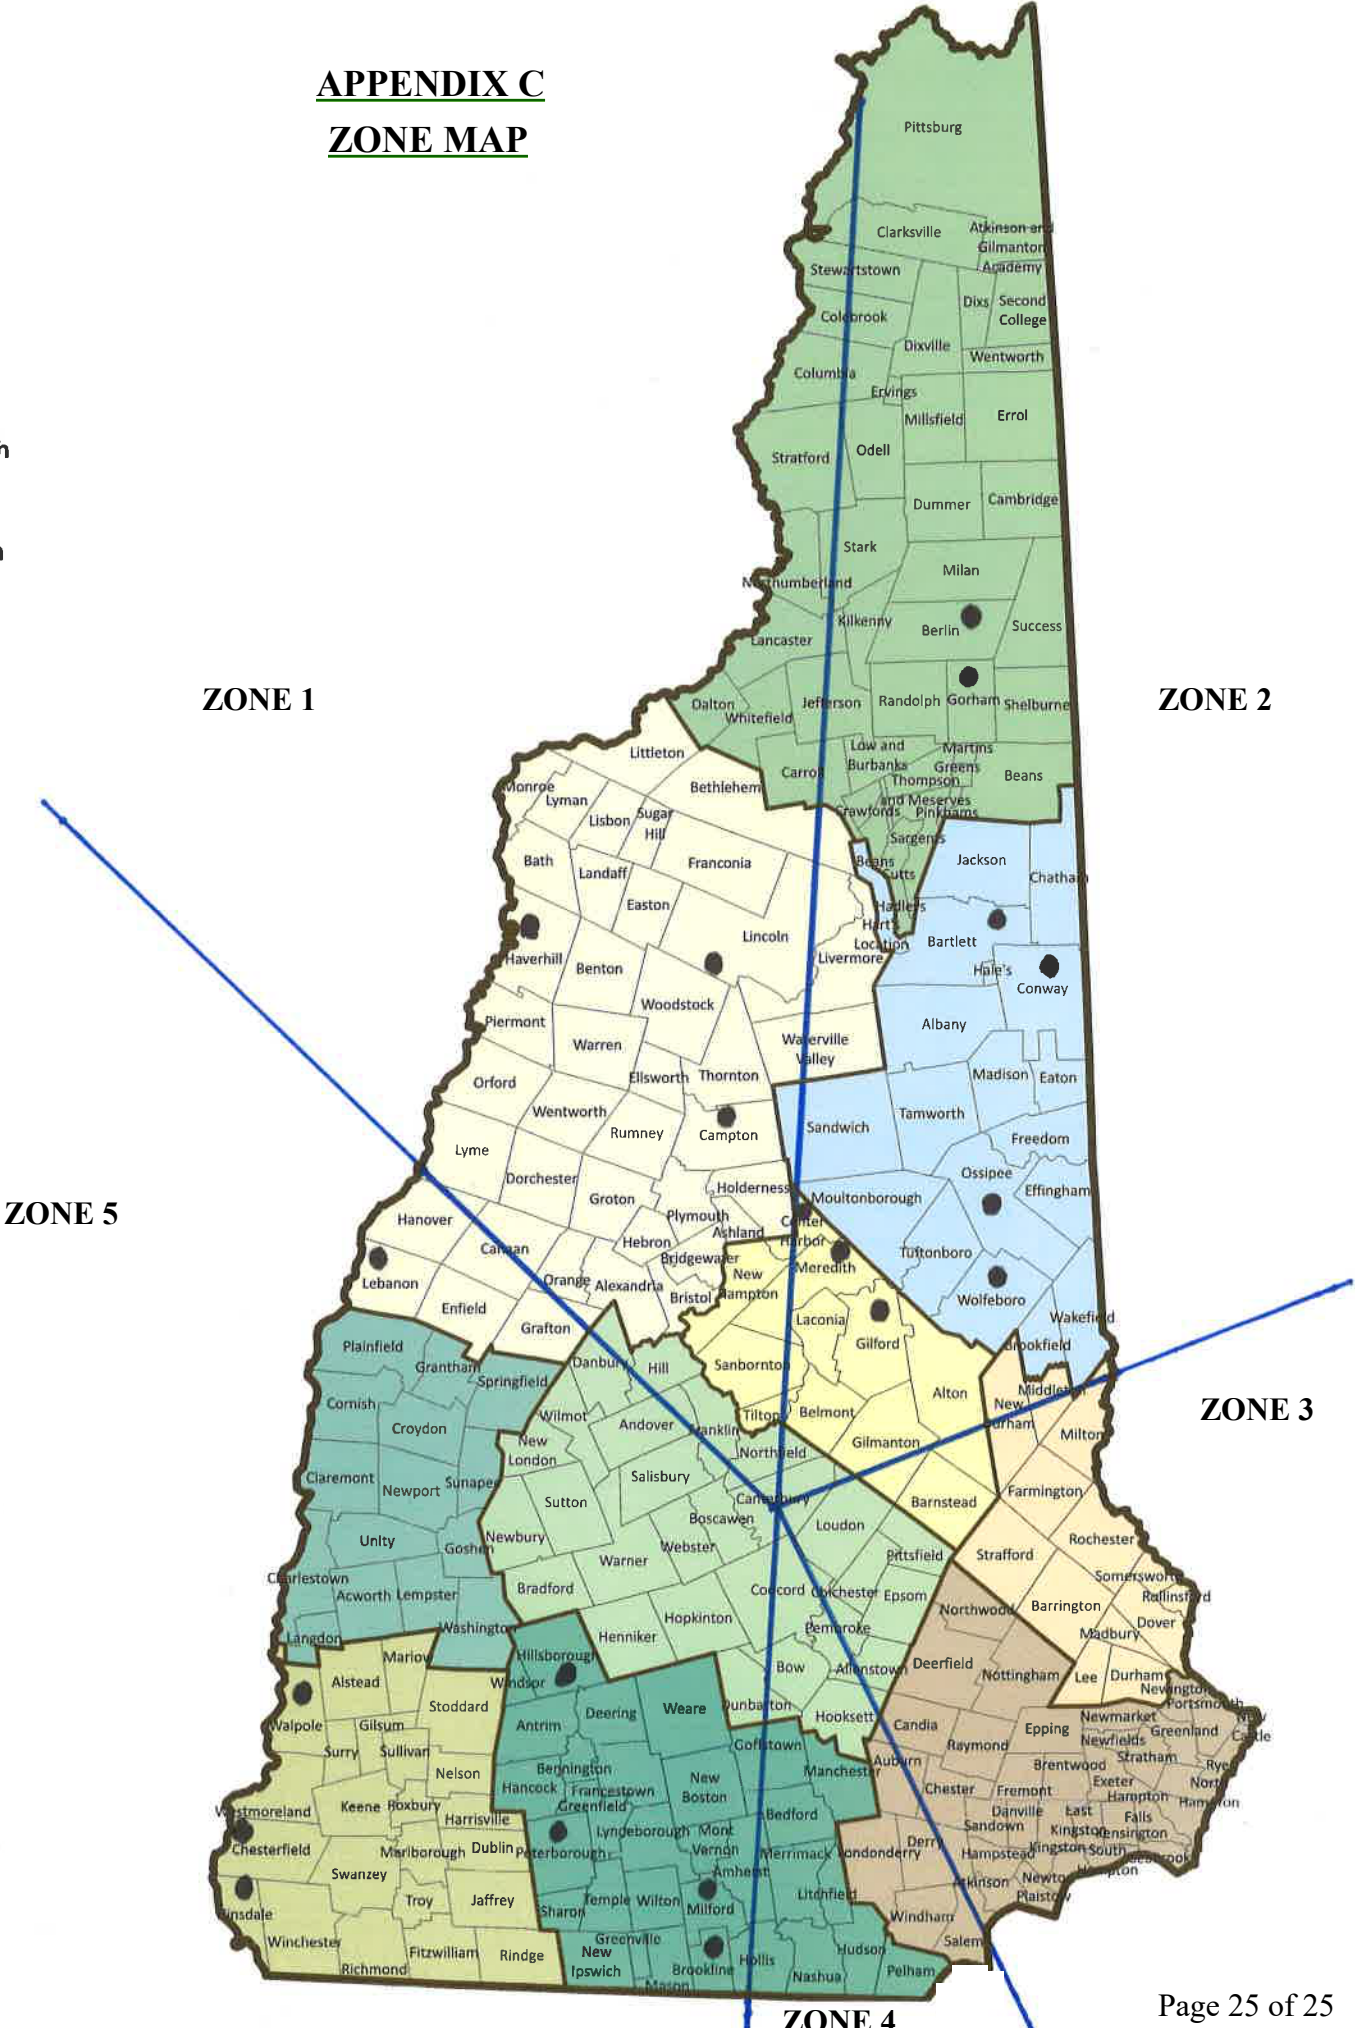 APPENDIX C
ZONE MAP
Pittsburg
Clarksville
Atkinson and
Gilmanton
Academy
Stewartstown
Dixs
Second
College
Colebrook
Dixville
Wentworth
Columbia
Ervings
Millsfield
Errol
Odell
Stratford
Dummer
Cambridge
Stark
Milan
Northumberland
Kilkenny
Berlin
Success
Lancaster
ZONE 1
ZONE 2
Dalton
Whitefield
Jefferson
Randolph
Gorham
Shelburne
Littleton
Low and
Burbanks
Martins
Greens
Carroll
Thompson
and Meserves
Beans
Monroe
Bethlehem
Lyman
Crawfords
Pinkhams
Lisbon
Sugar
Hill
Sargents
Bath
Franconia
Beans
Cutts
Jackson
Landaff
Chatham
Easton
Hadleys
Lincoln
Hart's
Location
Bartlett
Haverhill
Benton
Livermore
Hale's
Conway
Woodstock
Piermont
Albany
Warren
Waterville
Valley
Orford
Ellsworth
Thornton
Madison
Eaton
Wentworth
Tamworth
Rumney
Campton
Sandwich
Freedom
Lyme
Dorchester
Ossipee
Holderness
Groton
Moultonborough
Effingham
ZONE 5
Hanover
Plymouth
Ashland
Center
Harbor
Canaan
Hebron
Bridgewater
Tuftonboro
Lebanon
Orange
Alexandria
New
Hampton
Meredith
Bristol
Enfield
Wolfeboro
Grafton
Laconia
Wakefield
Plainfield
Gilford
Brookfield
Grantham
Danbury
Hill
Sanbornton
Springfield
Alton
Middleton
ZONE 3
Cornish
Wilmot
Andover
Tilton
Belmont
New
Durham
Croydon
Franklin
Milton
New
London
Northfield
Gilmanton
Claremont
Newport
Sunapee
Salisbury
Sutton
Canterbury
Barnstead
Farmington
Boscawen
Loudon
Unity
Newbury
Webster
Rochester
Goshen
Warner
Pittsfield
Strafford
Charlestown
Somersworth
Acworth
Lempster
Bradford
Concord
Chichester
Epsom
Rollinsford
Barrington
Northwood
Hopkinton
Dover
Washington
Henniker
Pembroke
Madbury
Langdon
Marlow
Hillsborough
Bow
Allenstown
Deerfield
Nottingham
Lee
Durham
Alstead
Windsor
Newington
Stoddard
Dunbarton
Portsmouth
Weare
Walpole
Gilsum
Antrim
Deering
Hooksett
Candia
Epping
Newmarket
New
Castle
Greenland
Surry
Sullivan
Goffstown
Raymond
Newfields
Auburn
Stratham
Nelson
Bennington
Manchester
Brentwood
Rye
Hancock
Francestown
New
Boston
Chester
Fremont
Exeter
North
Hampton
Hampton
Keene
Roxbury
Greenfield
Westmoreland
Harrisville
Bedford
Danville
East
Kingston
Falls
Sandown
Kensington
Lyndeborough
Mont
Vernon
Chesterfield
Marlborough
Dublin
Peterborough
Merrimack
Londonderry
Derry
Hampstead
Kingston
South
Hampton
Swanzey
Amherst
Atkinson
Newton
Troy
Jaffrey
Temple
Wilton
Milford
Litchfield
Plaistow
Hinsdale
Sharon
Windham
Winchester
Greenville
Salem
Fitzwilliam
Rindge
New
Ipswich
Hudson
Richmond
Brookline
Hollis
Nashua
Pelham
Mason
Page 25 of 25
ZONE 4